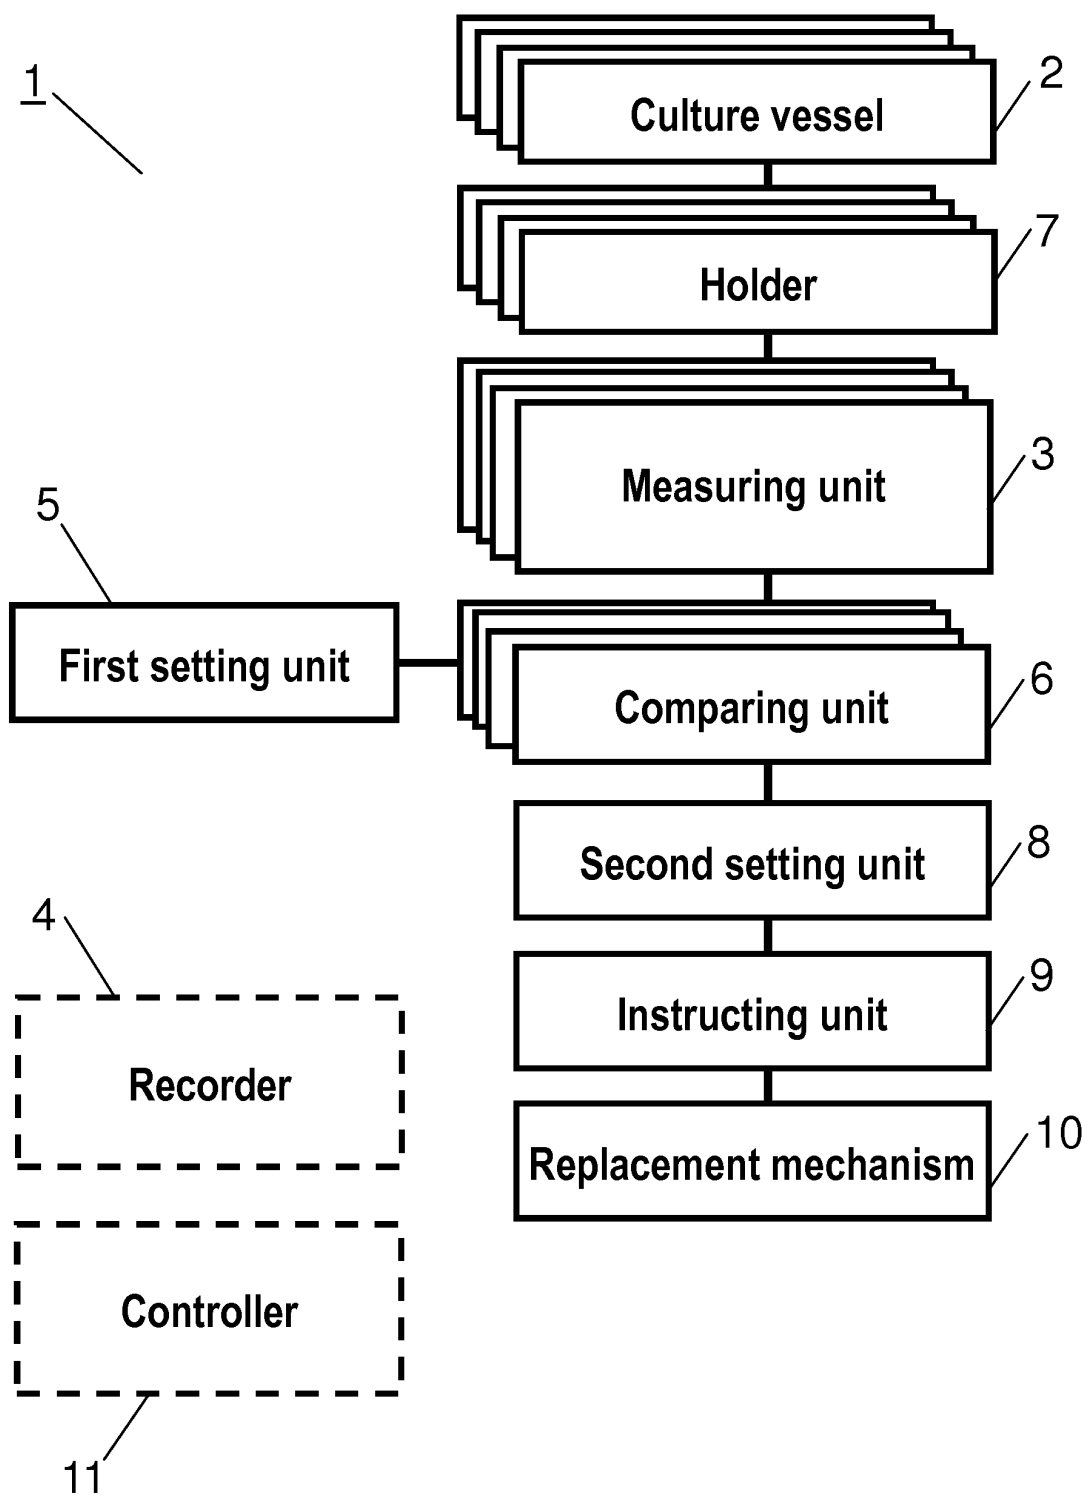 1
2
Culture vessel
7
Holder
3
Measuring unit
5
First setting unit
6
Comparing unit
8
Second setting unit
4
9
Instructing unit
Recorder
10
Replacement mechanism
Controller
11